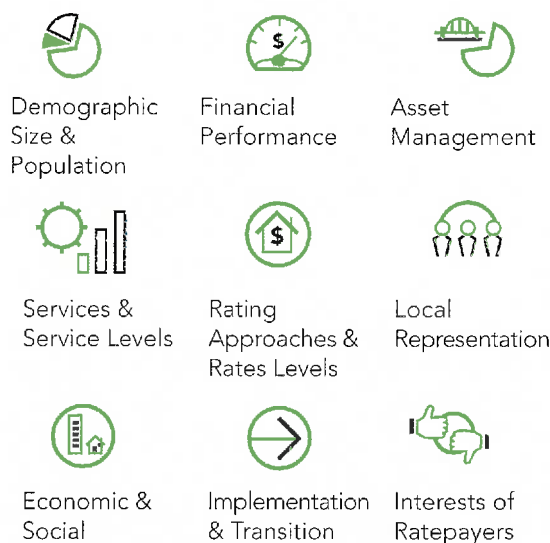 $
Demographic
Size &
Population
Financial
Performance
Asset
Management
$
Services &
Service Levels
Rating
Approaches &
Rates Levels
Local
Representation
Economic &
Social
Implementation
& Transition
Interests of
Ratepayers